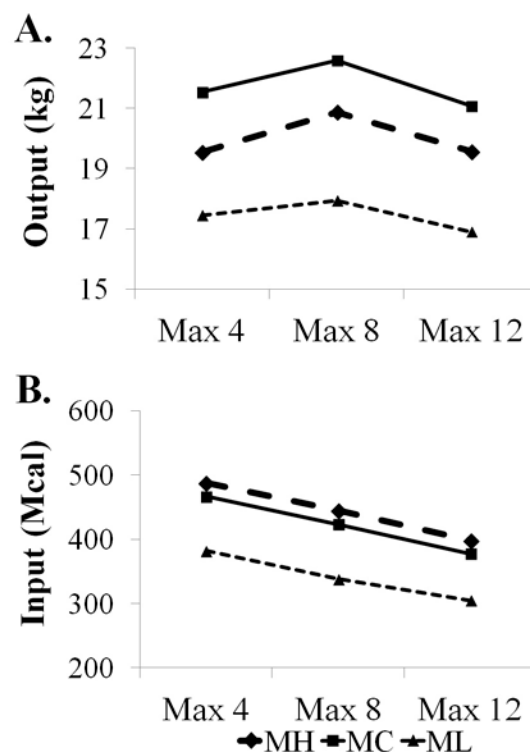 A.
Output (kg)
23
21
19
17
15
Max 4 Max 8 Max 12
B.
Input (Mcal)
600
500
400
300
200
Max 4 Max 8 Max 12
MH MC ML